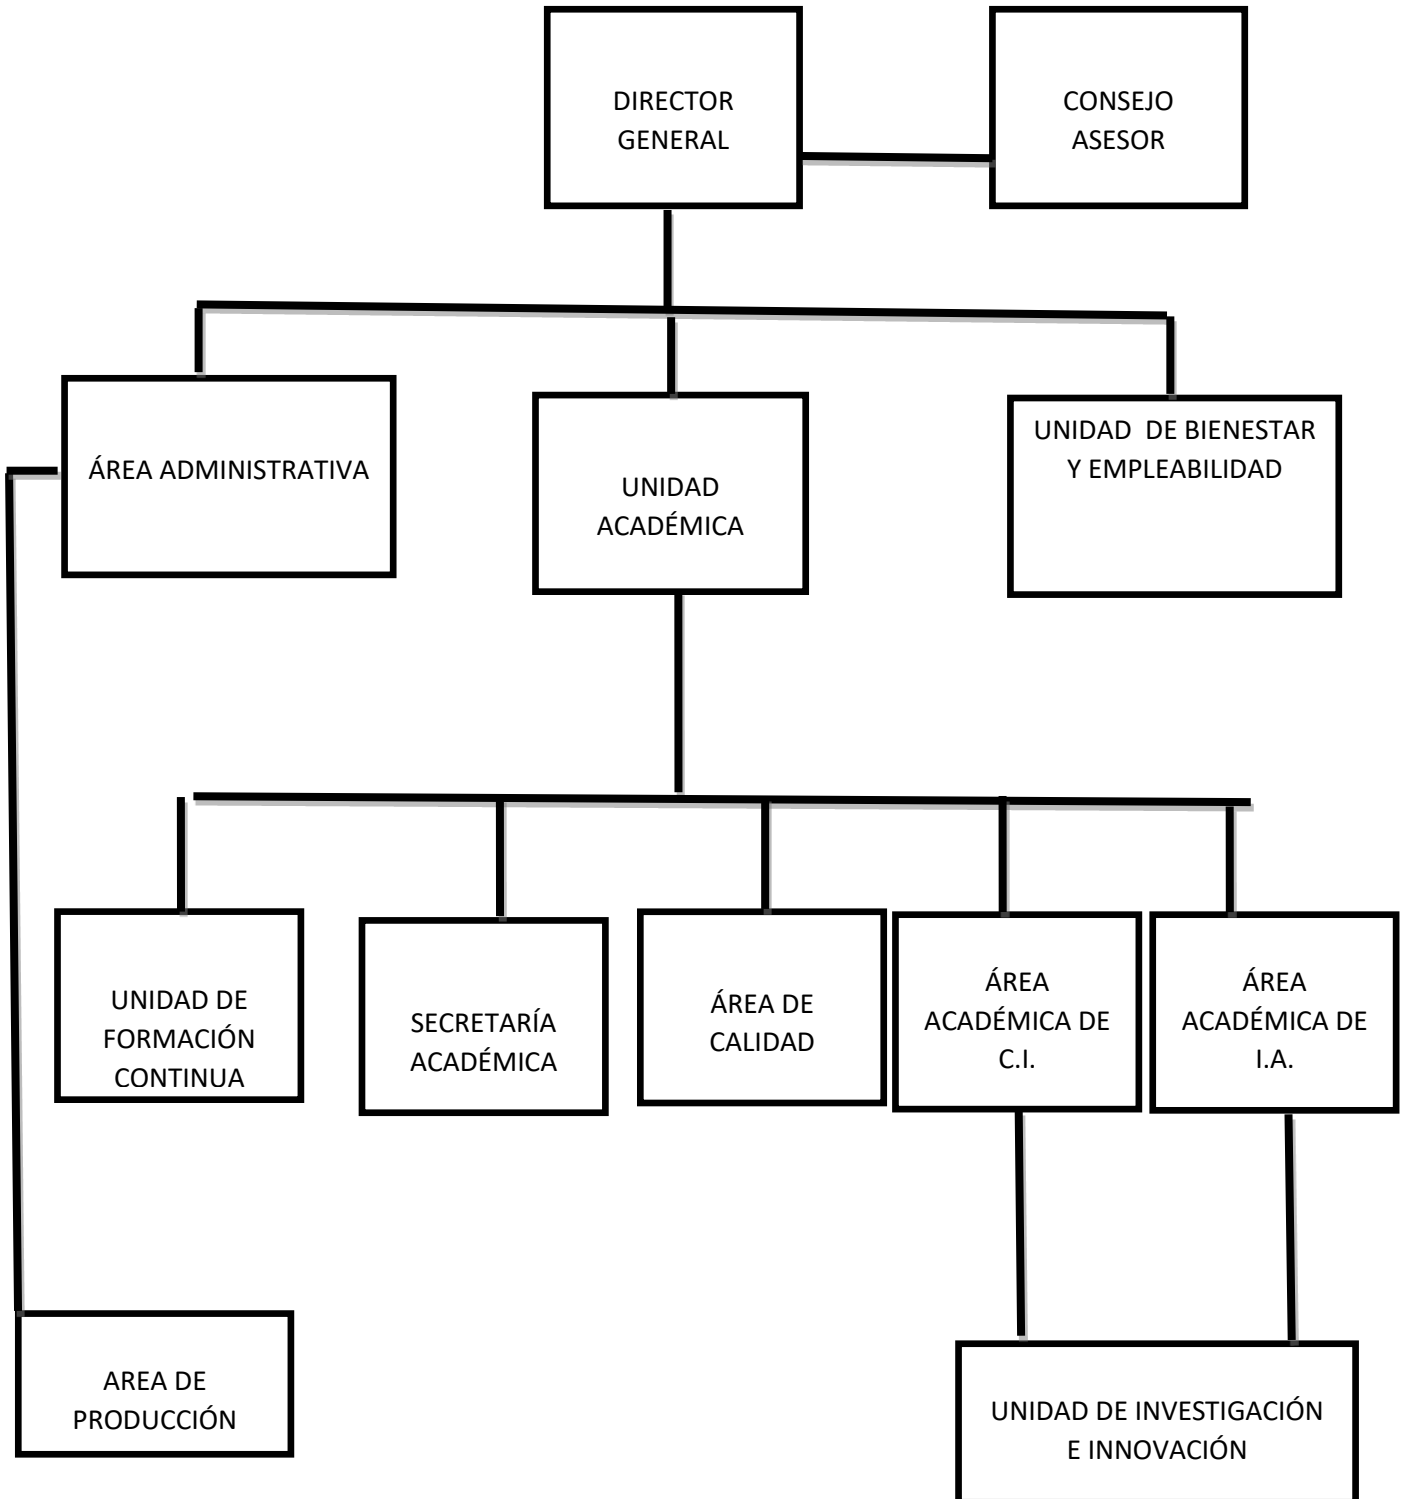 DIRECTOR
GENERAL
CONSEJO
ASESOR
ÁREA ADMINISTRATIVA
UNIDAD
ACADÉMICA
UNIDAD  DE BIENESTAR
Y EMPLEABILIDAD
UNIDAD DE
FORMACIÓN
CONTINUA
SECRETARÍA
ACADÉMICA
ÁREA DE
CALIDAD
ÁREA
ACADÉMICA DE
C.I.
ÁREA
ACADÉMICA DE
I.A.
AREA DE
PRODUCCIÓN
UNIDAD DE INVESTIGACIÓN
E INNOVACIÓN